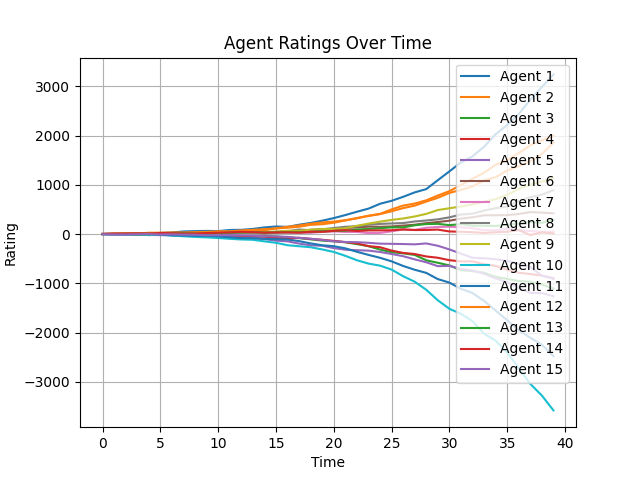 Agent Ratings Over Time
Rating
3000
2000
1000
0
−1000
−2000
−3000
0
5
10
15
20
25
30
35
40
Time
Agent 1
Agent 2
Agent 3
Agent 4
Agent 5
Agent 6
Agent 7
Agent 8
Agent 9
Agent 10
Agent 11
Agent 12
Agent 13
Agent 14
Agent 15